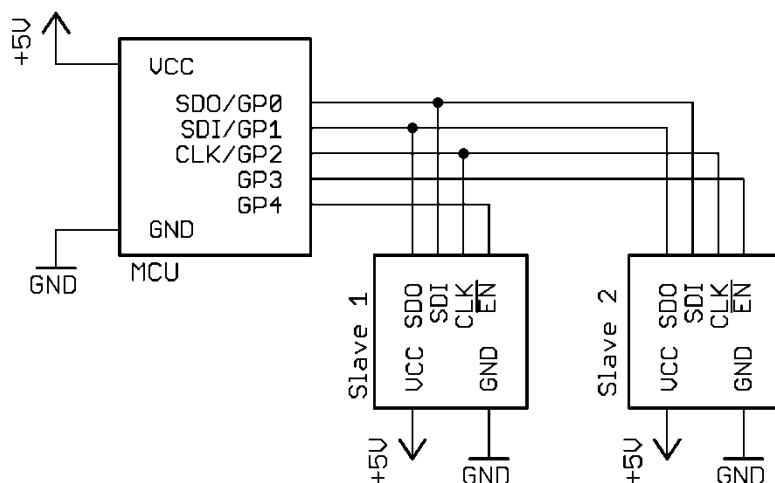 +5V
VCC
SDO/GP0
SDI/GP1
CLK/GP2
GP3
GP4
GND
GND
MCU
Slave 1
SDO
SDI
CLK
EN
VCC
GND
+5V
GND
Slave 2
SDO
SDI
CLK
EN
VCC
GND
+5V
GND